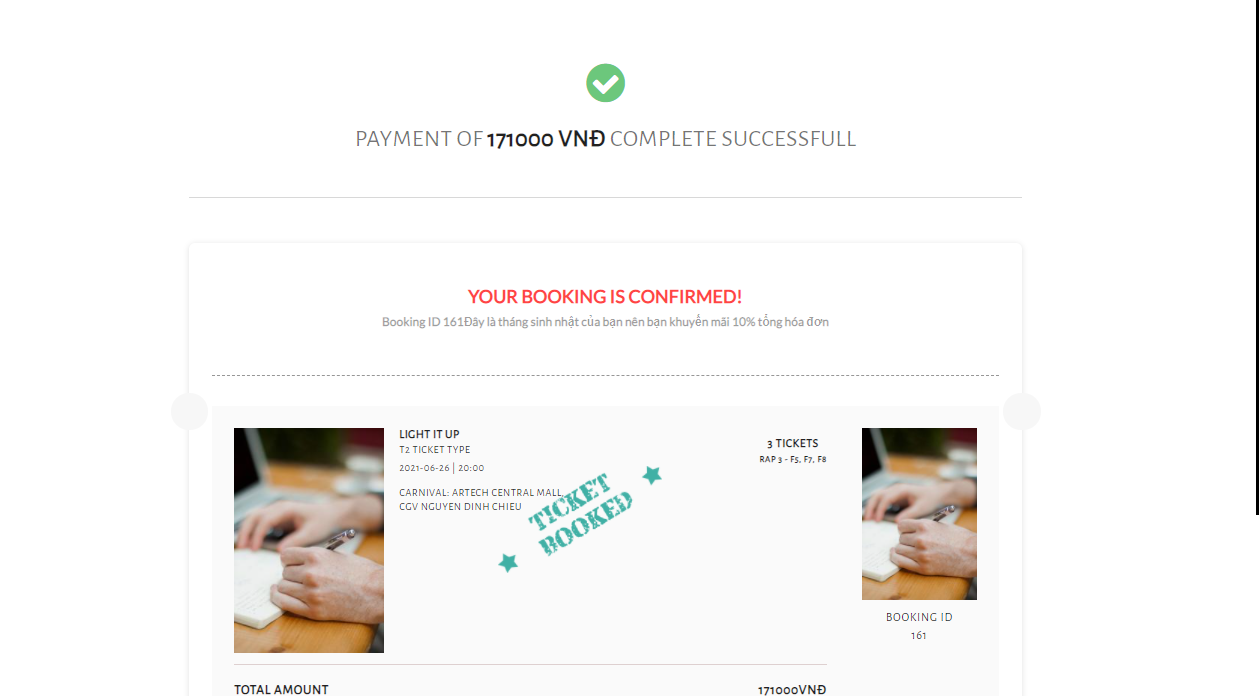 PAYMENT OF 171000 VNĐ COMPLETE SUCCESSFULL
YOUR BOOKING IS CONFIRMED!
Booking ID 161Đây là tháng sinh nhật của bạn nên bạn khuyến mãi 10% tổng hóa đơn
LIGHT IT UP
T2 TICKET TYPE
2021-06-26 | 20:00
CARNIVAL: ARTECH CENTRAL MALL,
CGV NGUYEN DINH CHIEU
TICKET
BOOKED
3 TICKETS
RAP 3 - F5, F7, F8
BOOKING ID
161
TOTAL AMOUNT 171000VNĐ